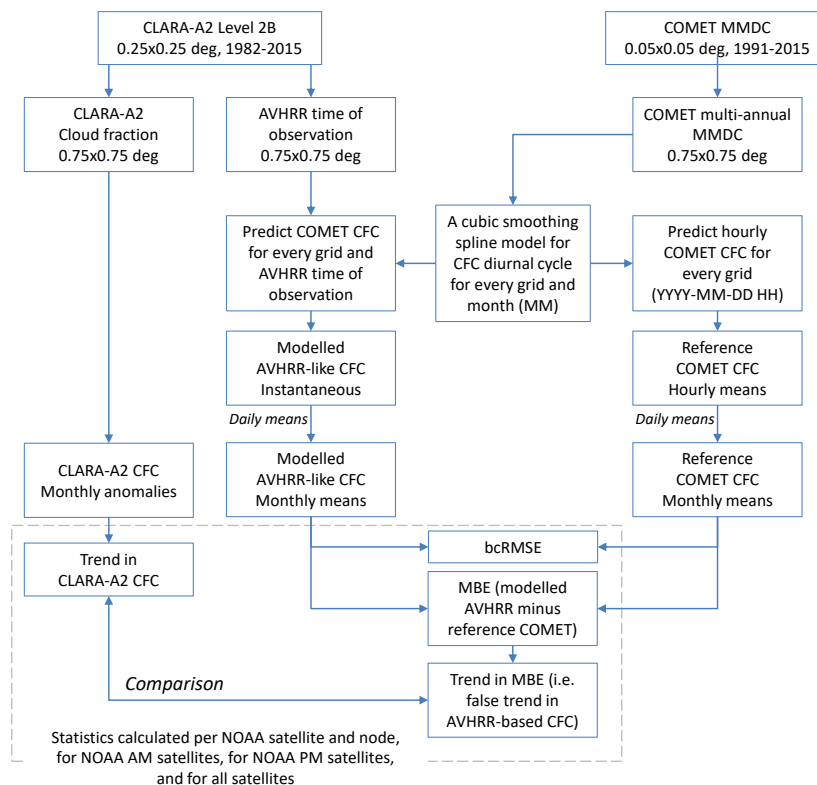 CLARA-A2 Level 2B
0.25x0.25 deg, 1982-2015
COMET MMDC
0.05x0.05 deg, 1991-2015
CLARA-A2
Cloud fraction
0.75x0.75 deg
AVHRR time of
observation
0.75x0.75 deg
COMET multi-annual
MMDC
0.75x0.75 deg
Predict COMET CFC
for every grid and
AVHRR time of
observation
A cubic smoothing
spline model for
CFC diurnal cycle
for every grid and
month (MM)
Predict hourly
COMET CFC for
every grid
(YYYY-MM-DD HH)
Modelled
AVHRR-like CFC
Instantaneous
Reference
COMET CFC
Hourly means
Daily means
Daily means
CLARA-A2 CFC
Monthly anomalies
Modelled
AVHRR-like CFC
Monthly means
Reference
COMET CFC
Monthly means
Trend in
CLARA-A2 CFC
bcRMSE
MBE (modelled
AVHRR minus
reference COMET)
Comparison
Trend in MBE (i.e.
false trend in
AVHRR-based CFC)
Statistics calculated per NOAA satellite and node,
for NOAA AM satellites, for NOAA PM satellites,
and for all satellites